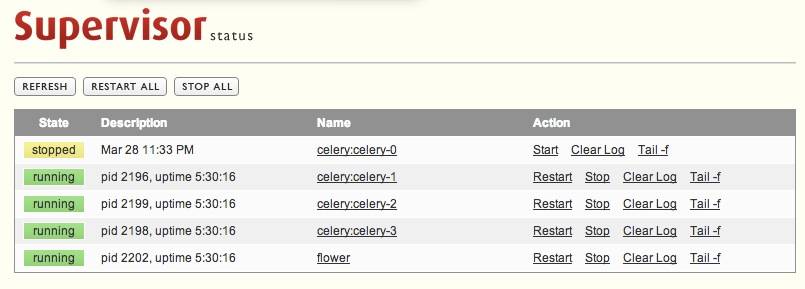 Supervisor status
REFRESH RESTART ALL STOP ALL
State Description Name Action
stopped Mar 28 11:33 PM celery:celery-0 Start Clear Log Tail -f
running pid 2196, uptime 5:30:16 celery:celery-1 Restart Stop Clear Log Tail -f
running pid 2199, uptime 5:30:16 celery:celery-2 Restart Stop Clear Log Tail -f
running pid 2198, uptime 5:30:16 celery:celery-3 Restart Stop Clear Log Tail -f
running pid 2202, uptime 5:30:16 flower Restart Stop Clear Log Tail -f